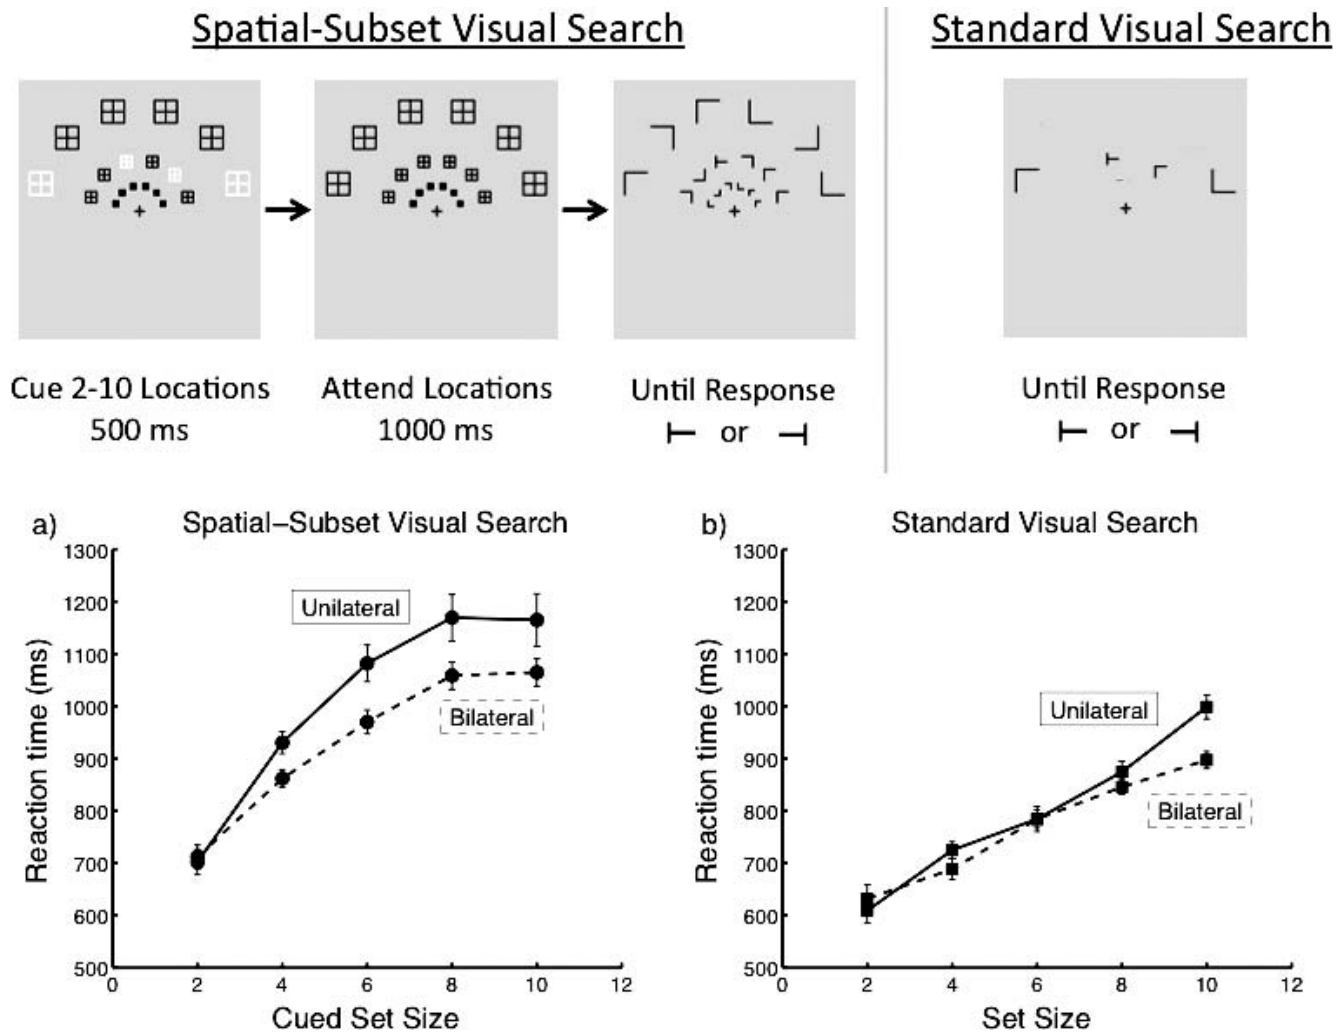 Spatial-Subset Visual Search
Standard Visual Search
Cue 2-10 Locations
500 ms
Attend Locations
1000 ms
Until Response
or
Until Response
or
a)
Spatial–Subset Visual Search
1300
1200
1100
1000
900
800
700
600
500
0
2
4
6
8
10
12
Reaction time (ms)
Cued Set Size
Unilateral
Bilateral
b)
Standard Visual Search
1300
1200
1100
1000
900
800
700
600
500
0
2
4
6
8
10
12
Reaction time (ms)
Set Size
Unilateral
Bilateral